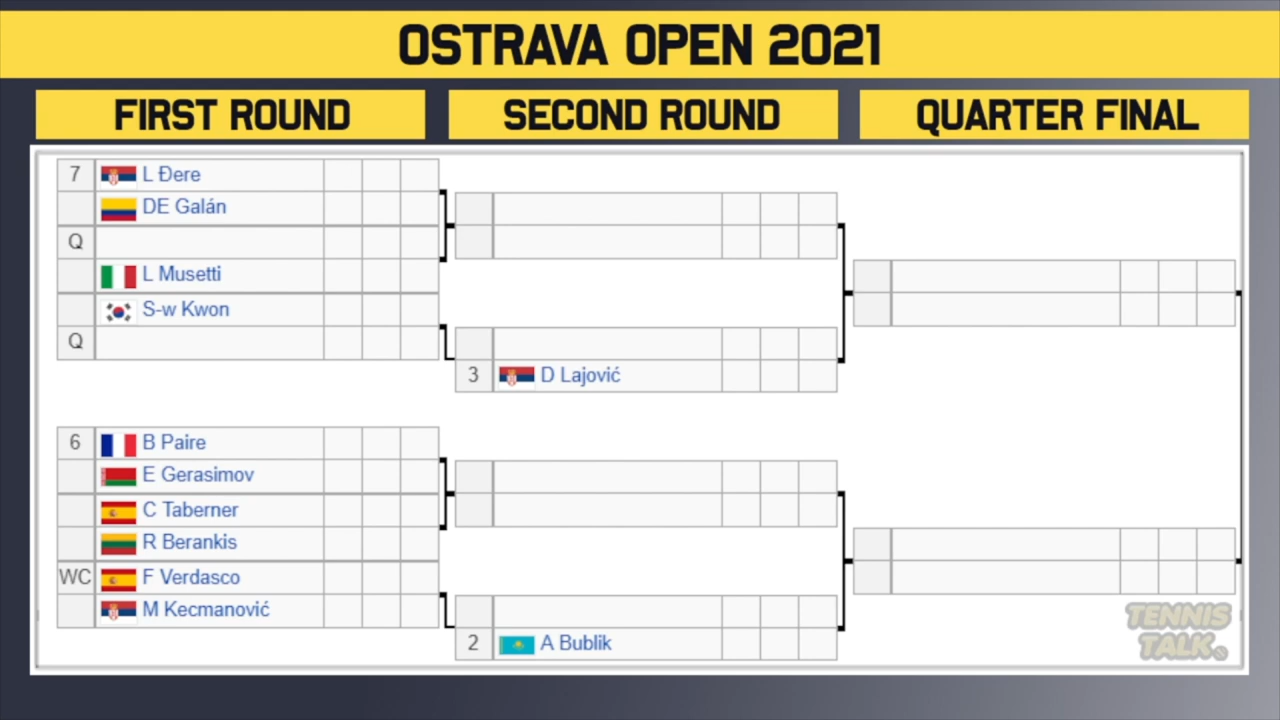 OSTRAVA OPEN 2021
FIRST ROUND
SECOND ROUND
QUARTER FINAL
7 L Đere
DE Galán
Q
L Musetti
S-w Kwon
Q
3 D Lajović
6 B Paire
E Gerasimov
C Taberner
R Berankis
WC F Verdasco
M Kecmanović
2 A Bublik
TENNIS
TALK